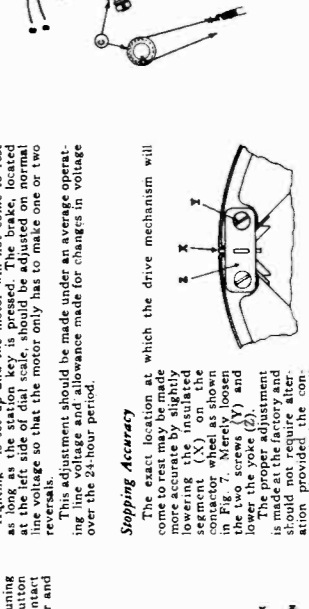 uning
utton
ntact
r and
as long as the station key is pressed. The brake, located
at the left side of dial scale, should be adjusted on normal
line voltage so that the motor only has to make one or two
reversals.
This adjustment should be made under an average operat-
ing line voltage and allowance made for changes in voltage
over the 24-hour period.
Stopping Accuracy
The exact location at which the drive mechanism will
come to rest may be made
more accurate by slightly
lowering the insulated
segment (X) on the
contactor wheel as shown
in Fig. 7. Merely loosen
the two screws (Y) and
lower the yoke (Z).
The proper adjustment
is made at the factory and
should not require alter-
ation provided the con-
Z X Y
C